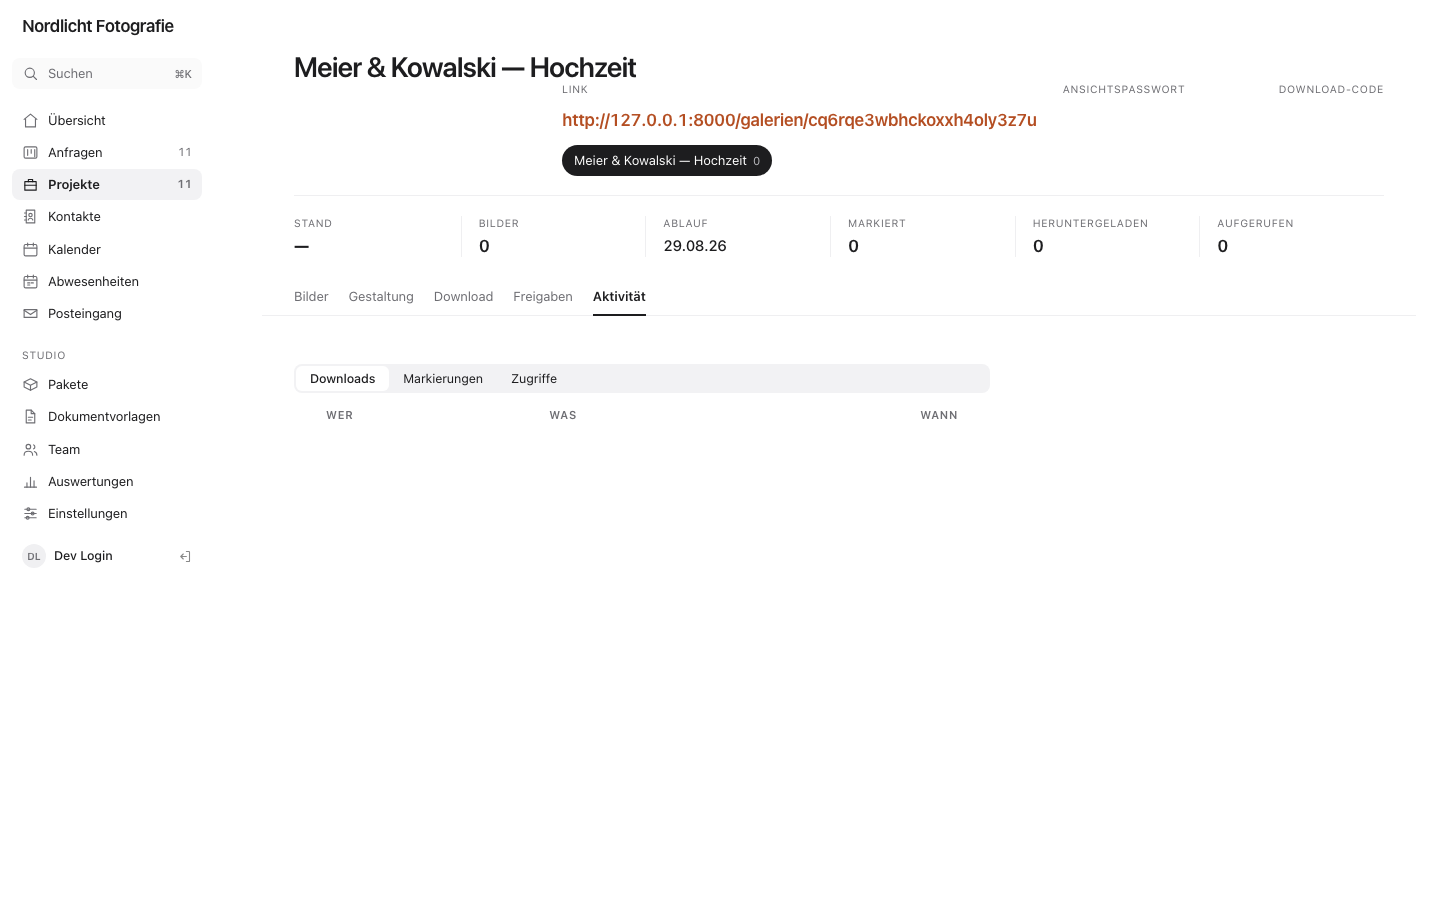 Nordlicht Fotografie
Suchen ⌘K
Übersicht
Anfragen 11
Projekte 11
Kontakte
Kalender
Abwesenheiten
Posteingang
STUDIO
Pakete
Dokumentvorlagen
Team
Auswertungen
Einstellungen
DL Dev Login
Meier & Kowalski — Hochzeit
LINK ANSICHTSPASSWORT DOWNLOAD-CODE
http://127.0.0.1:8000/galerien/cq6rqe3wbhckoxxh4oly3z7u
Meier & Kowalski — Hochzeit 0
STAND BILDER ABLAUF MARKIERT HERUNTERGELADEN AUFGERUFEN
— 0 29.08.26 0 0 0
Bilder Gestaltung Download Freigaben Aktivität
Downloads Markierungen Zugriffe
WER WAS WANN